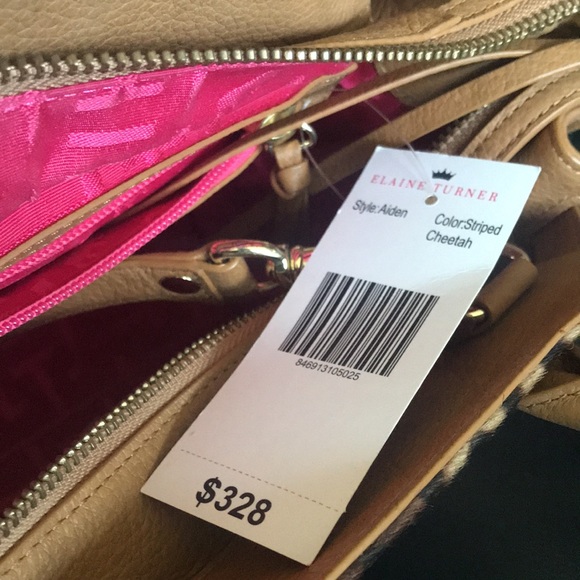 ELAINE TURNER
Style:Aiden Color:Striped
Cheetah
846913105025
$328